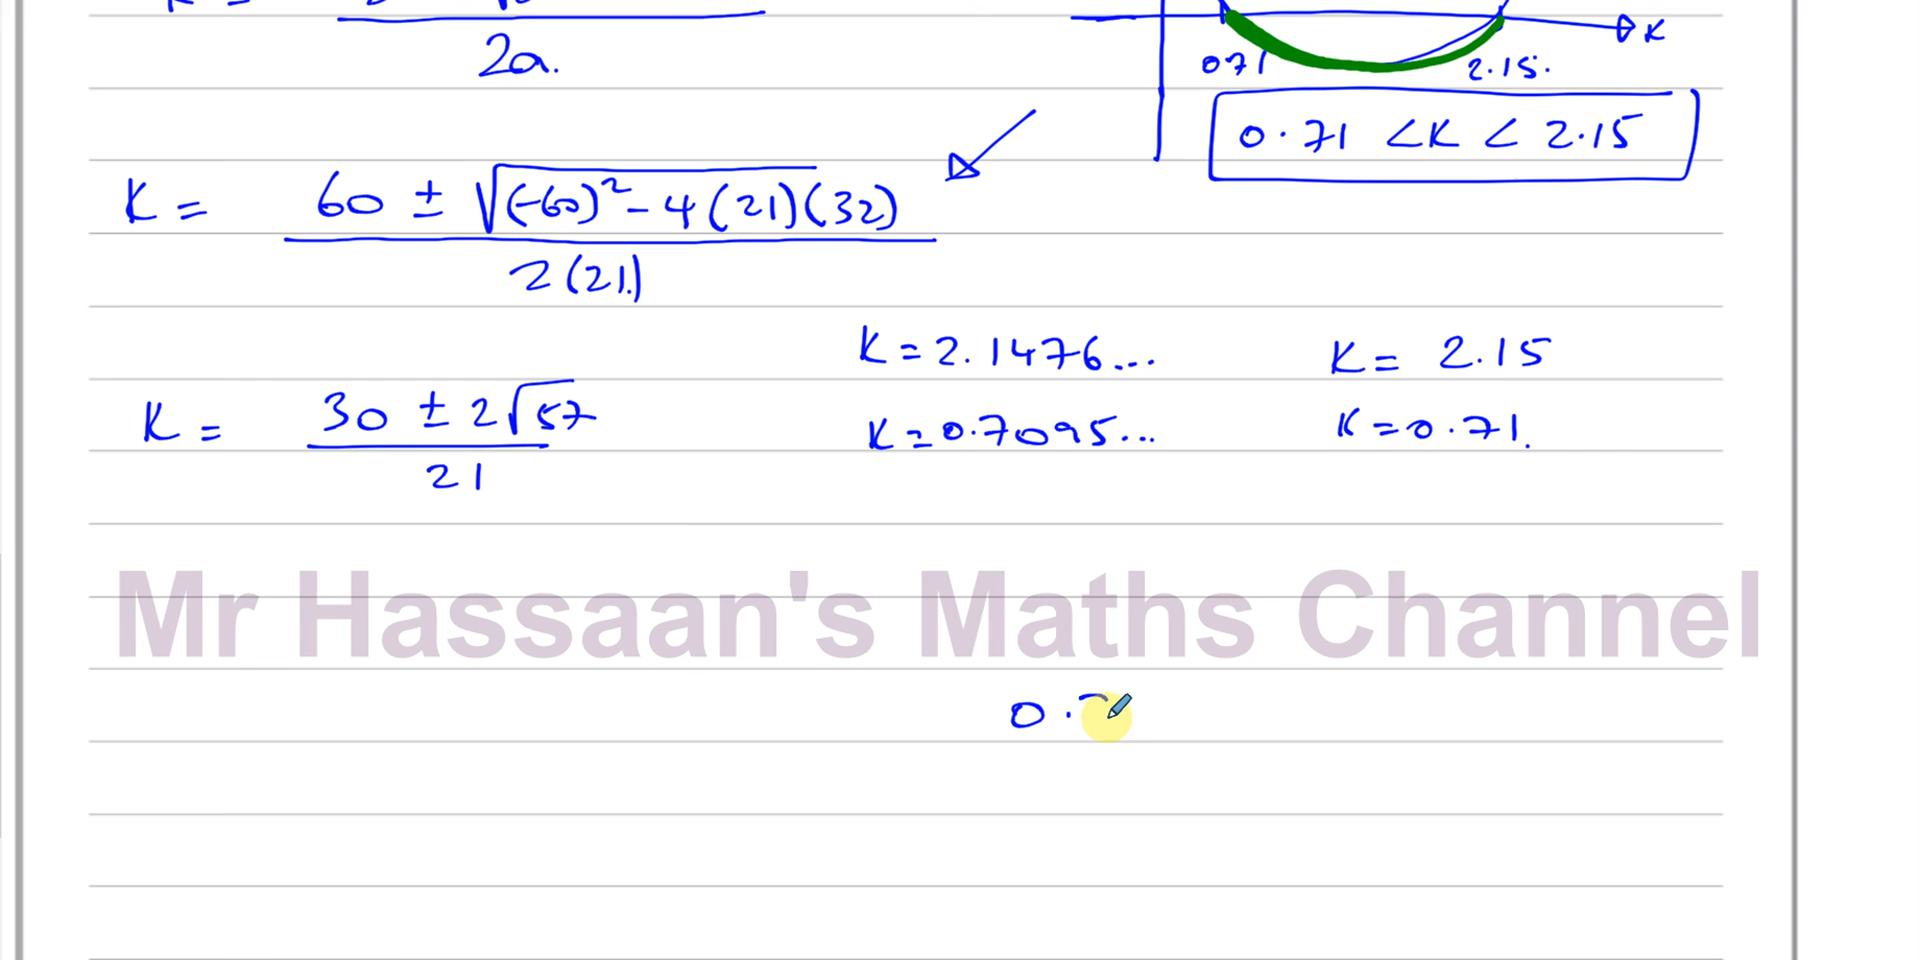 2a.
K
0.71
2.15.
0.71 < K < 2.15
K = 60 ± √(-60)² - 4(21)(32)
2(21)
K = 2.1476... K = 2.15
K = 30 ± 2√57
21
K = 0.7095... K = 0.71.
Mr Hassaan's Maths Channel
0.